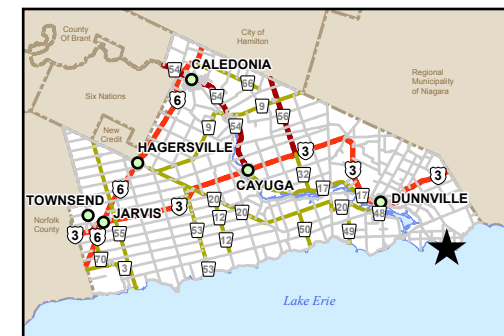 County
Of Brant
City of
Hamilton
CALEDONIA
54
66
Regional
Municipality
of Niagara
Six Nations
6
54
9
56
New
Credit
9
54
HAGERSVILLE
3
3
3
6
CAYUGA
32
17
17
DUNNVILLE
TOWNSEND
JARVIS
3
20
12
20
20
48
Norfolk
County
3
6
55
53
12
50
49
70
3
53
Lake Erie